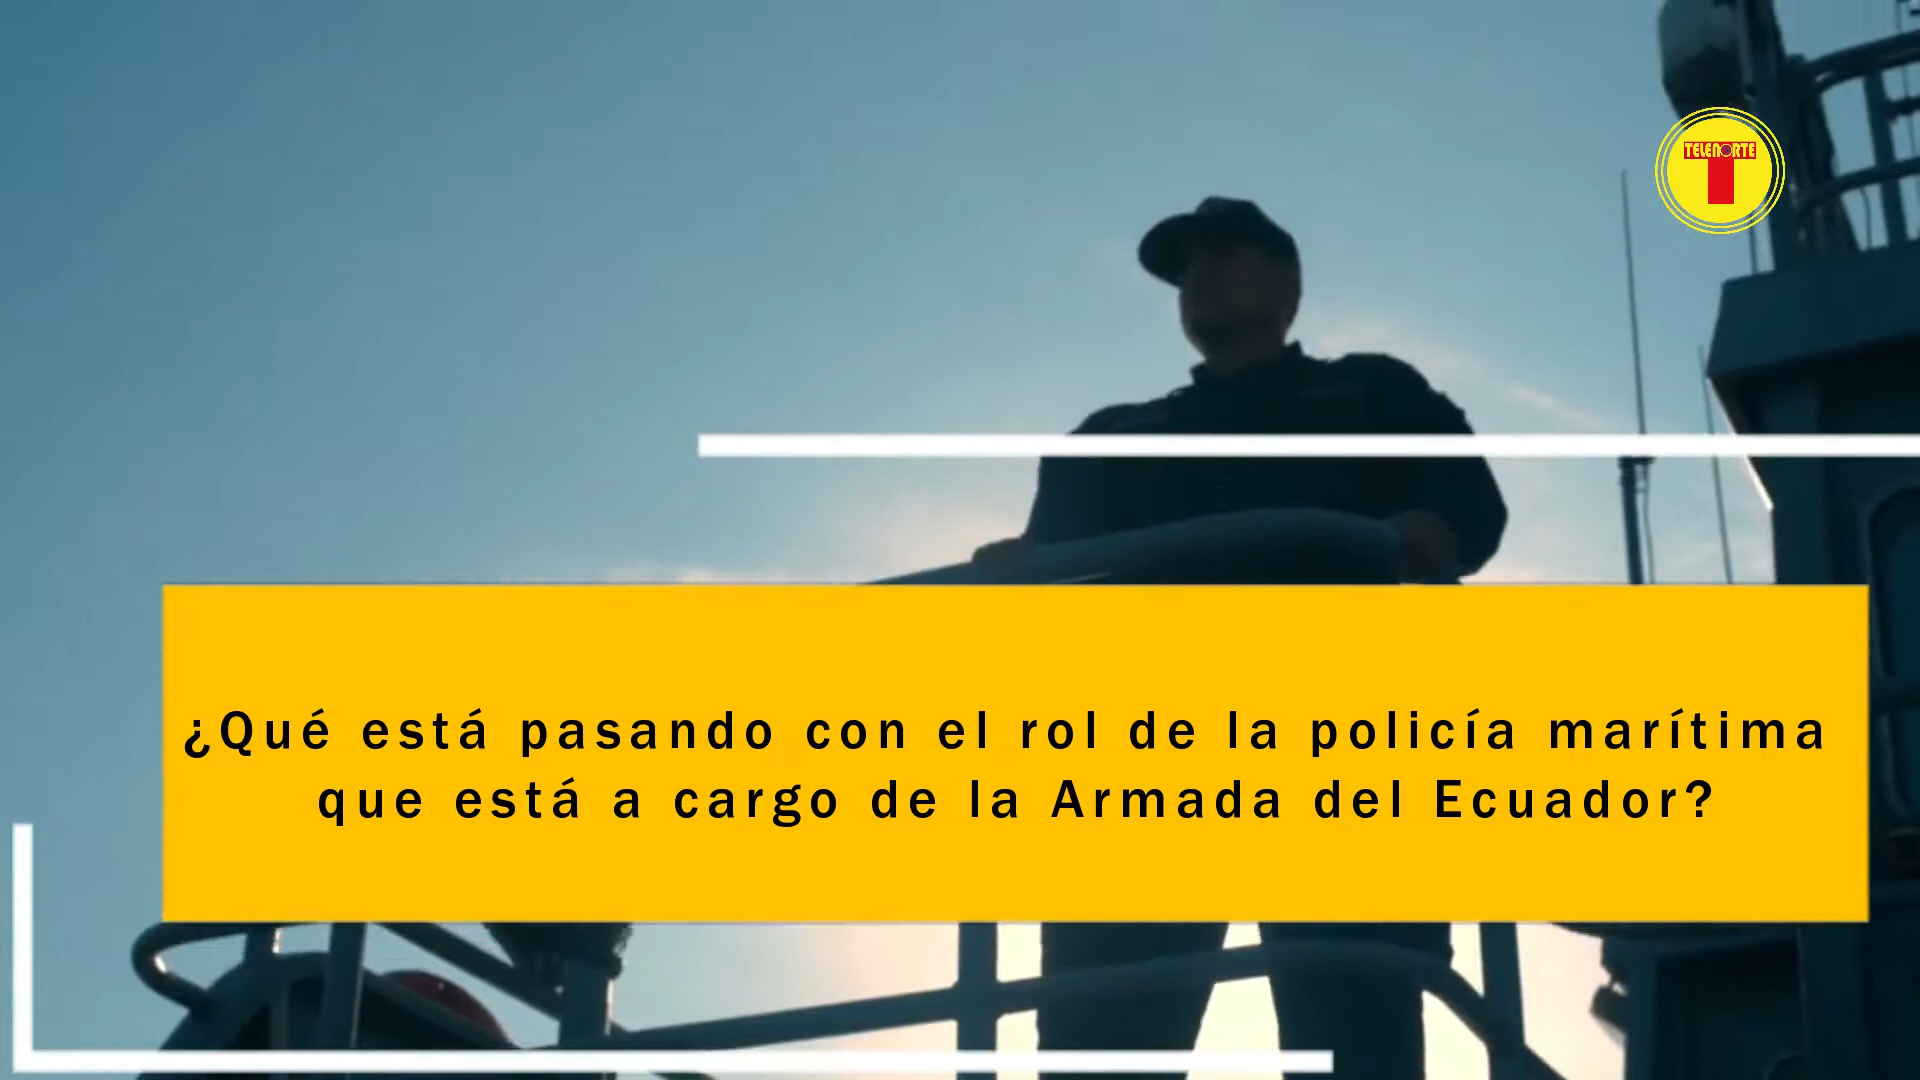 TELENORTE
T
¿Qué está pasando con el rol de la policía marítima
que está a cargo de la Armada del Ecuador?